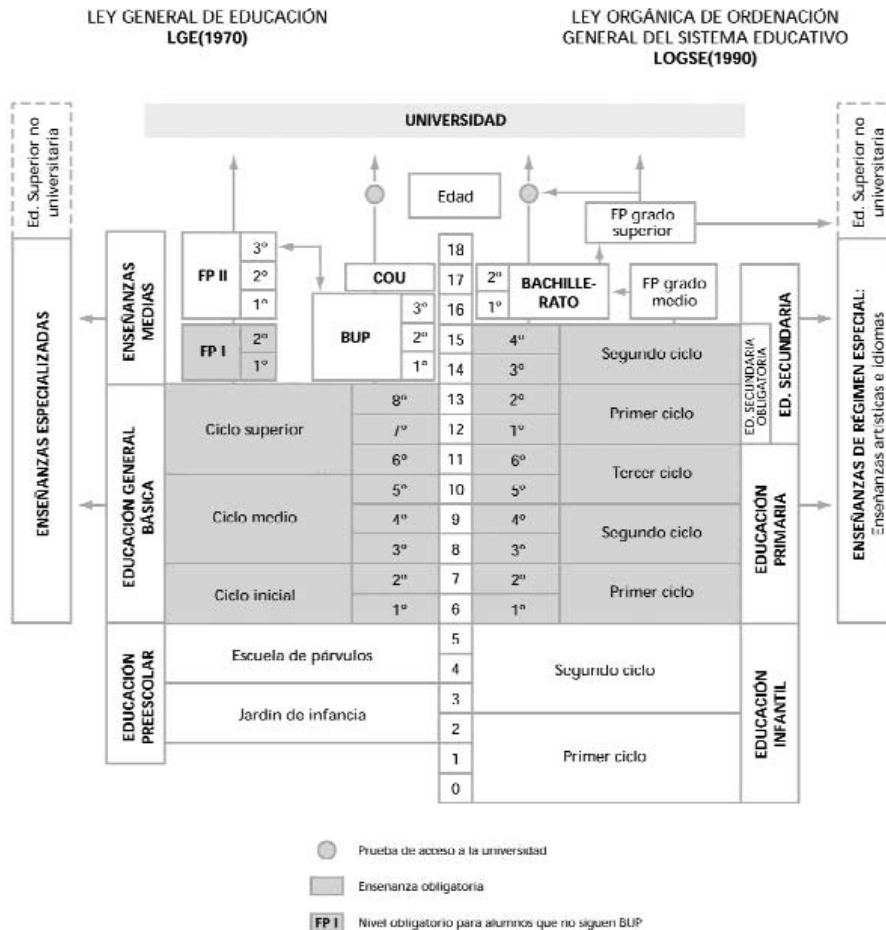 LEY GENERAL DE EDUCACIÓN
LGE(1970)
LEY ORGÁNICA DE ORDENACIÓN
GENERAL DEL SISTEMA EDUCATIVO
LOGSE(1990)
Ed. Superior no
universitaria
UNIVERSIDAD
Ed. Superior no
universitaria
Edad
FP grado
superior
ENSEÑANZAS ESPECIALIZADAS
ENSEÑANZAS
MEDIAS
FP II
3º
2º
1º
FP I
2º
1º
COU
BUP
3º
2º
1º
18
17
16
15
14
13
12
11
10
9
8
7
6
5
4
3
2
1
0
2º
1º
BACHILLE-
RATO
FP grado
medio
4º
3º
Segundo ciclo
2º
1º
Primer ciclo
6º
5º
Tercer ciclo
4º
3º
Segundo ciclo
2º
1º
Primer ciclo
ED. SECUNDARIA
OBLIGATORIA
ED. SECUNDARIA
EDUCACIÓN
PRIMARIA
ENSEÑANZAS DE RÉGIMEN ESPECIAL:
Enseñanzas artísticas e idiomas
EDUCACIÓN GENERAL
BÁSICA
Ciclo superior
8º
7º
6º
Ciclo medio
5º
4º
3º
Ciclo inicial
2º
1º
EDUCACIÓN
PREESCOLAR
Escuela de párvulos
Jardín de infancia
Segundo ciclo
Primer ciclo
EDUCACIÓN
INFANTIL
Prueba de acceso a la universidad
Ensenanza obligatoria
FP I Nivel obligatorio para alumnos que no siguen BUP